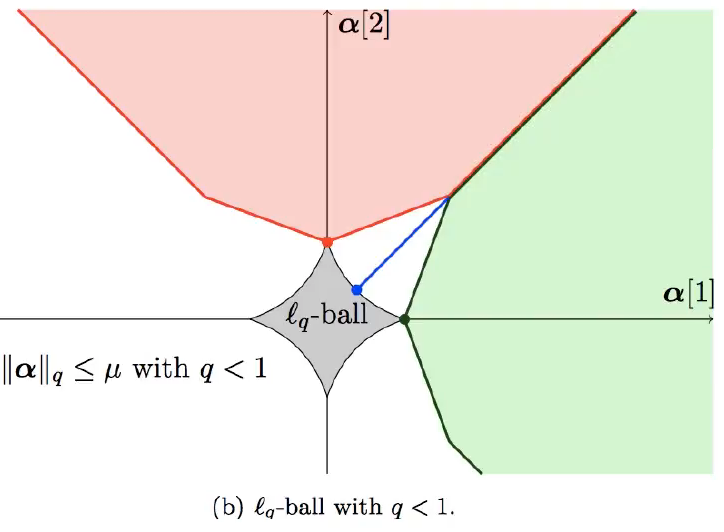 α[2]
α[1]
ℓq-ball
‖α‖q ≤ μ with q < 1
(b) ℓq-ball with q < 1.